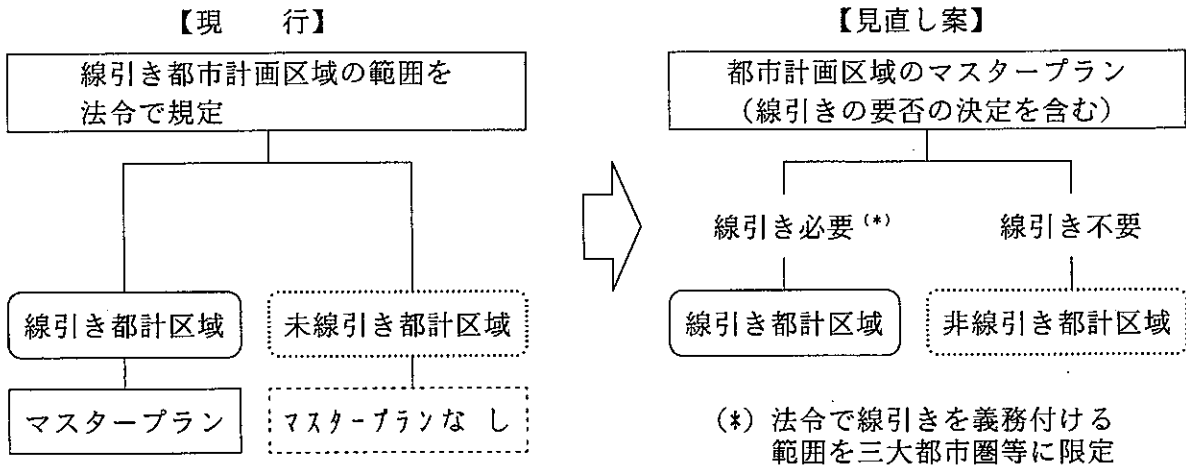 【現　　行】
線引き都市計画区域の範囲を
法令で規定
線引き都計区域
未線引き都計区域
マスタープラン
マスタープランなし
【見直し案】
都市計画区域のマスタープラン
（線引きの要否の決定を含む）
線引き必要(*)
線引き不要
線引き都計区域
非線引き都計区域
(*) 法令で線引きを義務付ける
範囲を三大都市圏等に限定